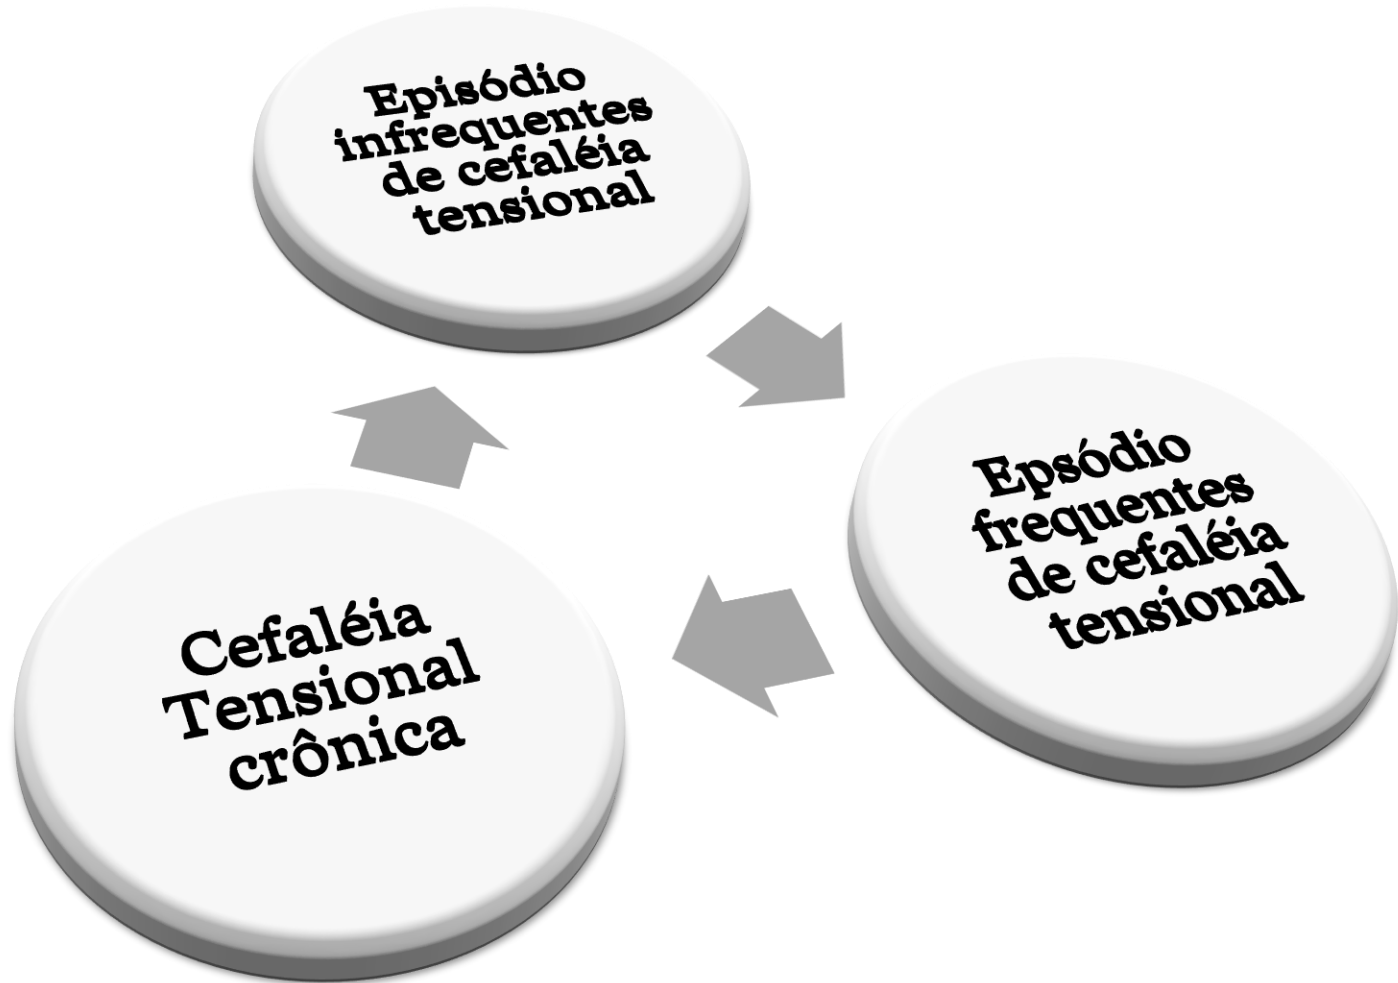 Episódio
infrequentes
de cefaléia
tensional
Epsódio
frequentes
de cefaléia
tensional
Cefaléia
Tensional
crônica